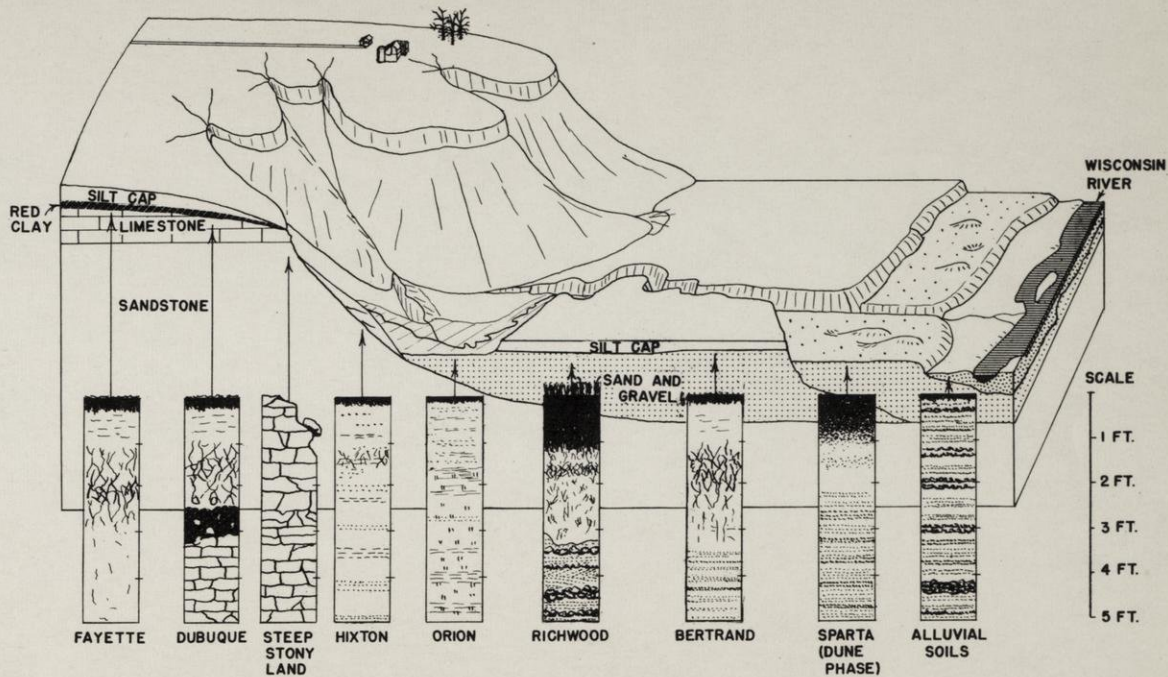 WISCONSIN
RIVER
SILT CAP
RED
CLAY
LIMESTONE
SANDSTONE
SILT CAP
SAND AND
GRAVEL
SCALE
1 FT.
2 FT.
3 FT.
4 FT.
5 FT.
FAYETTE
DUBUQUE
STEEP
STONY
LAND
HIXTON
ORION
RICHWOOD
BERTRAND
SPARTA
(DUNE
PHASE)
ALLUVIAL
SOILS